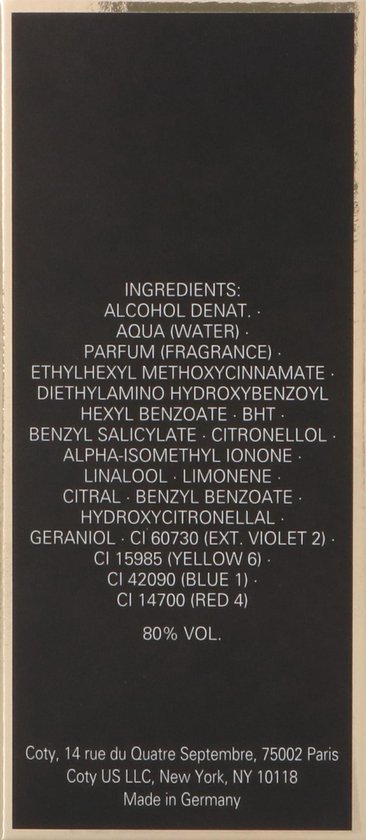 INGREDIENTS:
ALCOHOL DENAT. ·
AQUA (WATER) ·
PARFUM (FRAGRANCE) ·
ETHYLHEXYL METHOXYCINNAMATE ·
DIETHYLAMINO HYDROXYBENZOYL
HEXYL BENZOATE · BHT ·
BENZYL SALICYLATE · CITRONELLOL ·
ALPHA-ISOMETHYL IONONE ·
LINALOOL · LIMONENE ·
CITRAL · BENZYL BENZOATE ·
HYDROXYCITRONELLAL ·
GERANIOL · CI 60730 (EXT. VIOLET 2) ·
CI 15985 (YELLOW 6) ·
CI 42090 (BLUE 1) ·
CI 14700 (RED 4)
80% VOL.
Coty, 14 rue du Quatre Septembre, 75002 Paris
Coty US LLC, New York, NY 10118
Made in Germany